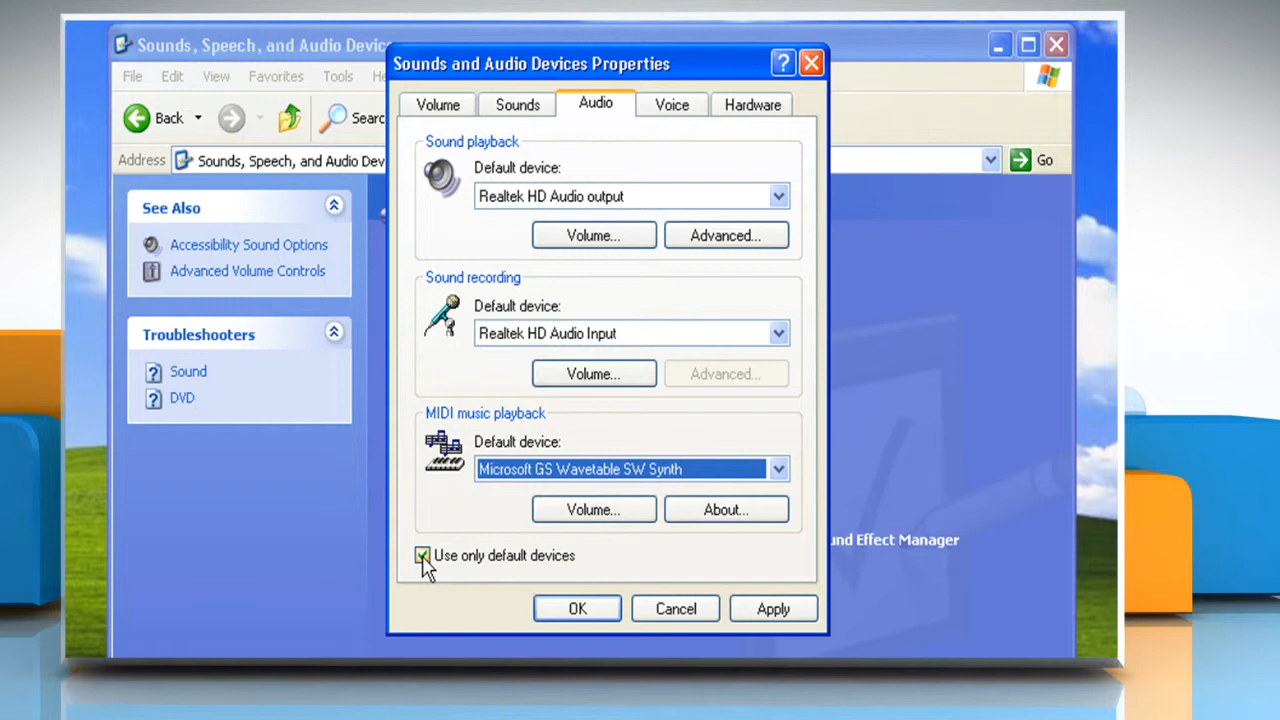 Sounds, Speech, and Audio Devic
File Edit View Favorites Tools He
Back Searc
Address Sounds, Speech, and Audio Dev Go
See Also
Accessibility Sound Options
Advanced Volume Controls
Troubleshooters
Sound
DVD
Sounds and Audio Devices Properties
Volume Sounds Audio Voice Hardware
Sound playback
Default device:
Realtek HD Audio output
Volume... Advanced...
Sound recording
Default device:
Realtek HD Audio Input
Volume... Advanced...
MIDI music playback
Default device:
Microsoft GS Wavetable SW Synth
Volume... About...
Use only default devices
OK Cancel Apply
und Effect Manager